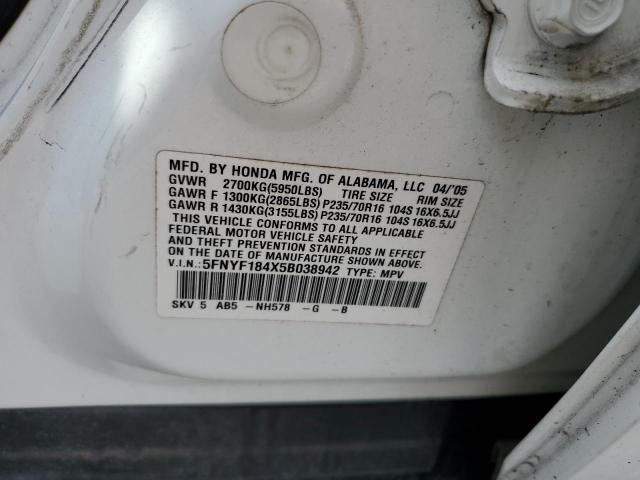 MFD. BY HONDA MFG. OF ALABAMA, LLC 04/'05
GVWR 2700KG(5950LBS) TIRE SIZE RIM SIZE
GAWR F 1300KG(2865LBS) P235/70R16 104S 16X6.5JJ
GAWR R 1430KG(3155LBS) P235/70R16 104S 16X6.5JJ
THIS VEHICLE CONFORMS TO ALL APPLICABLE
FEDERAL MOTOR VEHICLE SAFETY
AND THEFT PREVENTION STANDARDS IN EFFECT
ON THE DATE OF MANUFACTURE SHOWN ABOVE.
V.I.N.: 5FNYF184X5B038942 TYPE: MPV
SKV 5 AB5 -NH578 -G -B